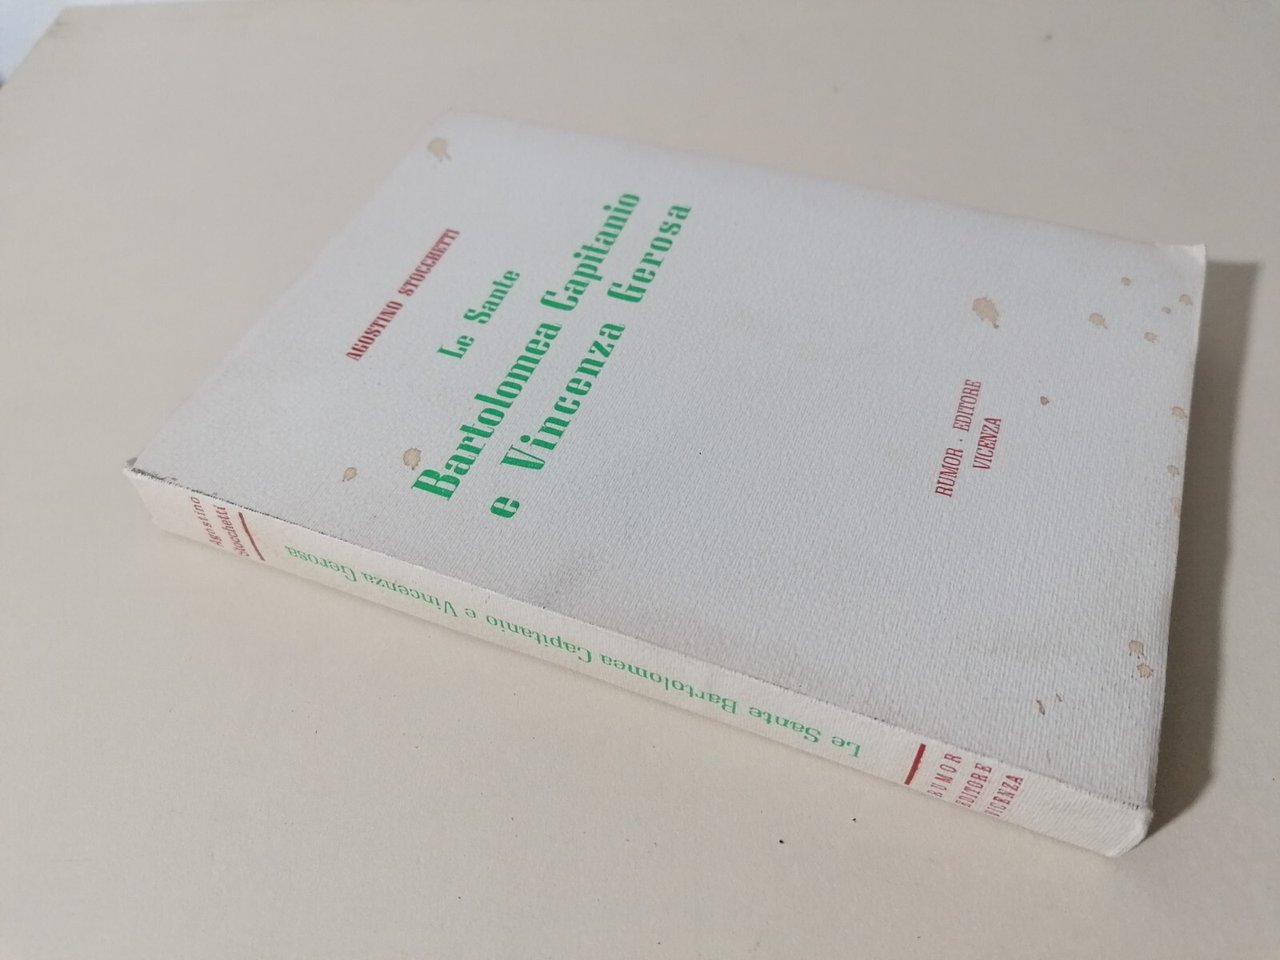 AGOSTINO STOCCHETTI
Le Sante
Bartolomea Capitanio
e Vincenza Gerosa
RUMOR - EDITORE
VICENZA
Agostino
Stocchetti
Le Sante Bartolomea Capitanio e Vincenza Gerosa
RUMOR
EDITORE
VICENZA